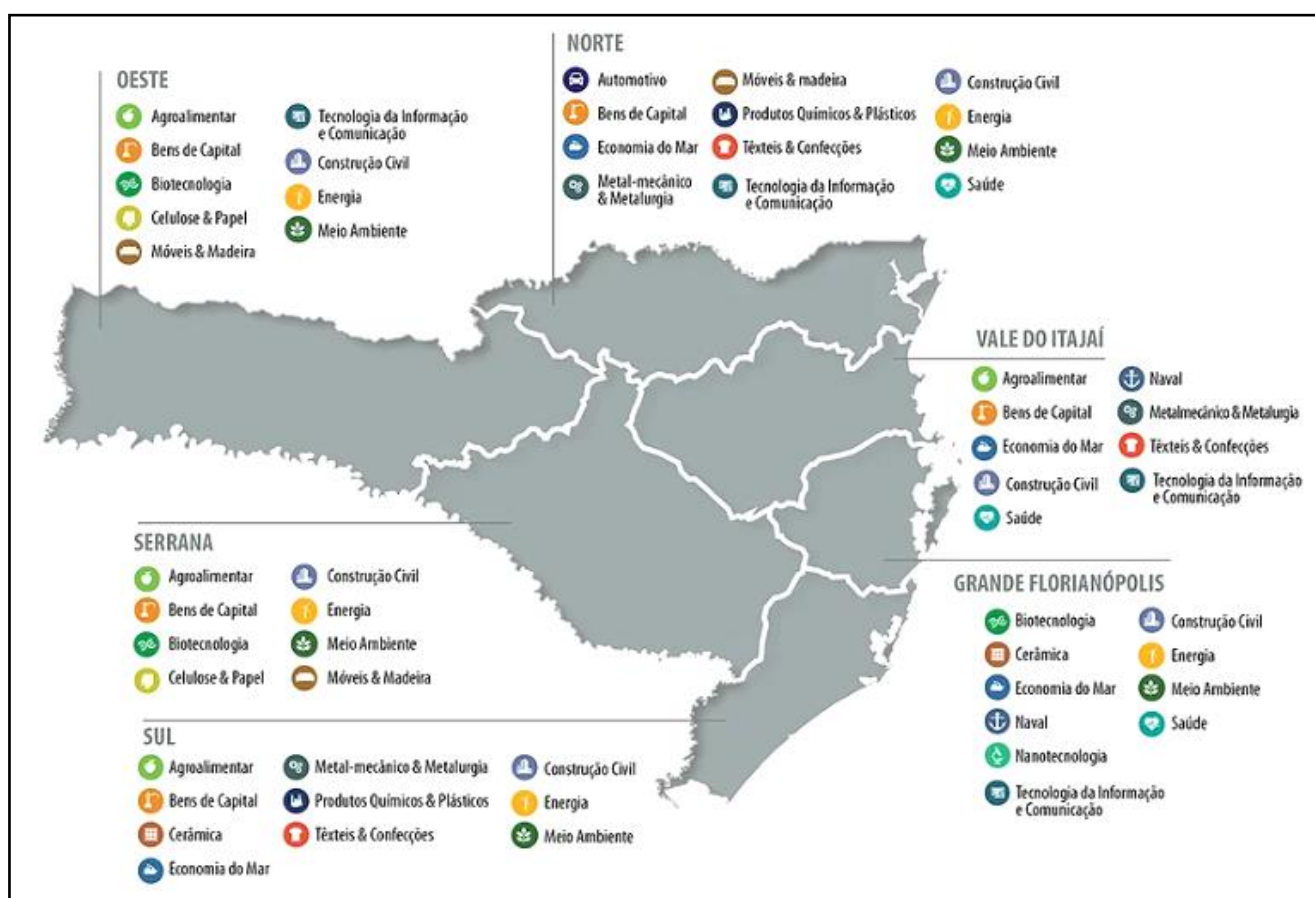 OESTE
Agroalimentar
Bens de Capital
Biotecnologia
Celulose & Papel
Móveis & Madeira
Tecnologia da Informação
e Comunicação
Construção Civil
Energia
Meio Ambiente
NORTE
Automotivo
Bens de Capital
Economia do Mar
Metal-mecânico
& Metalurgia
Móveis & madeira
Produtos Químicos & Plásticos
Têxteis & Confecções
Tecnologia da Informação
e Comunicação
Construção Civil
Energia
Meio Ambiente
Saúde
VALE DO ITAJAÍ
Agroalimentar
Bens de Capital
Economia do Mar
Construção Civil
Saúde
Naval
Metalmecânico & Metalurgia
Têxteis & Confecções
Tecnologia da Informação
e Comunicação
SERRANA
Agroalimentar
Bens de Capital
Biotecnologia
Celulose & Papel
Construção Civil
Energia
Meio Ambiente
Móveis & Madeira
GRANDE FLORIANÓPOLIS
Biotecnologia
Cerâmica
Economia do Mar
Naval
Nanotecnologia
Tecnologia da Informação
e Comunicação
Construção Civil
Energia
Meio Ambiente
Saúde
SUL
Agroalimentar
Bens de Capital
Cerâmica
Economia do Mar
Metal-mecânico & Metalurgia
Produtos Químicos & Plásticos
Têxteis & Confecções
Construção Civil
Energia
Meio Ambiente